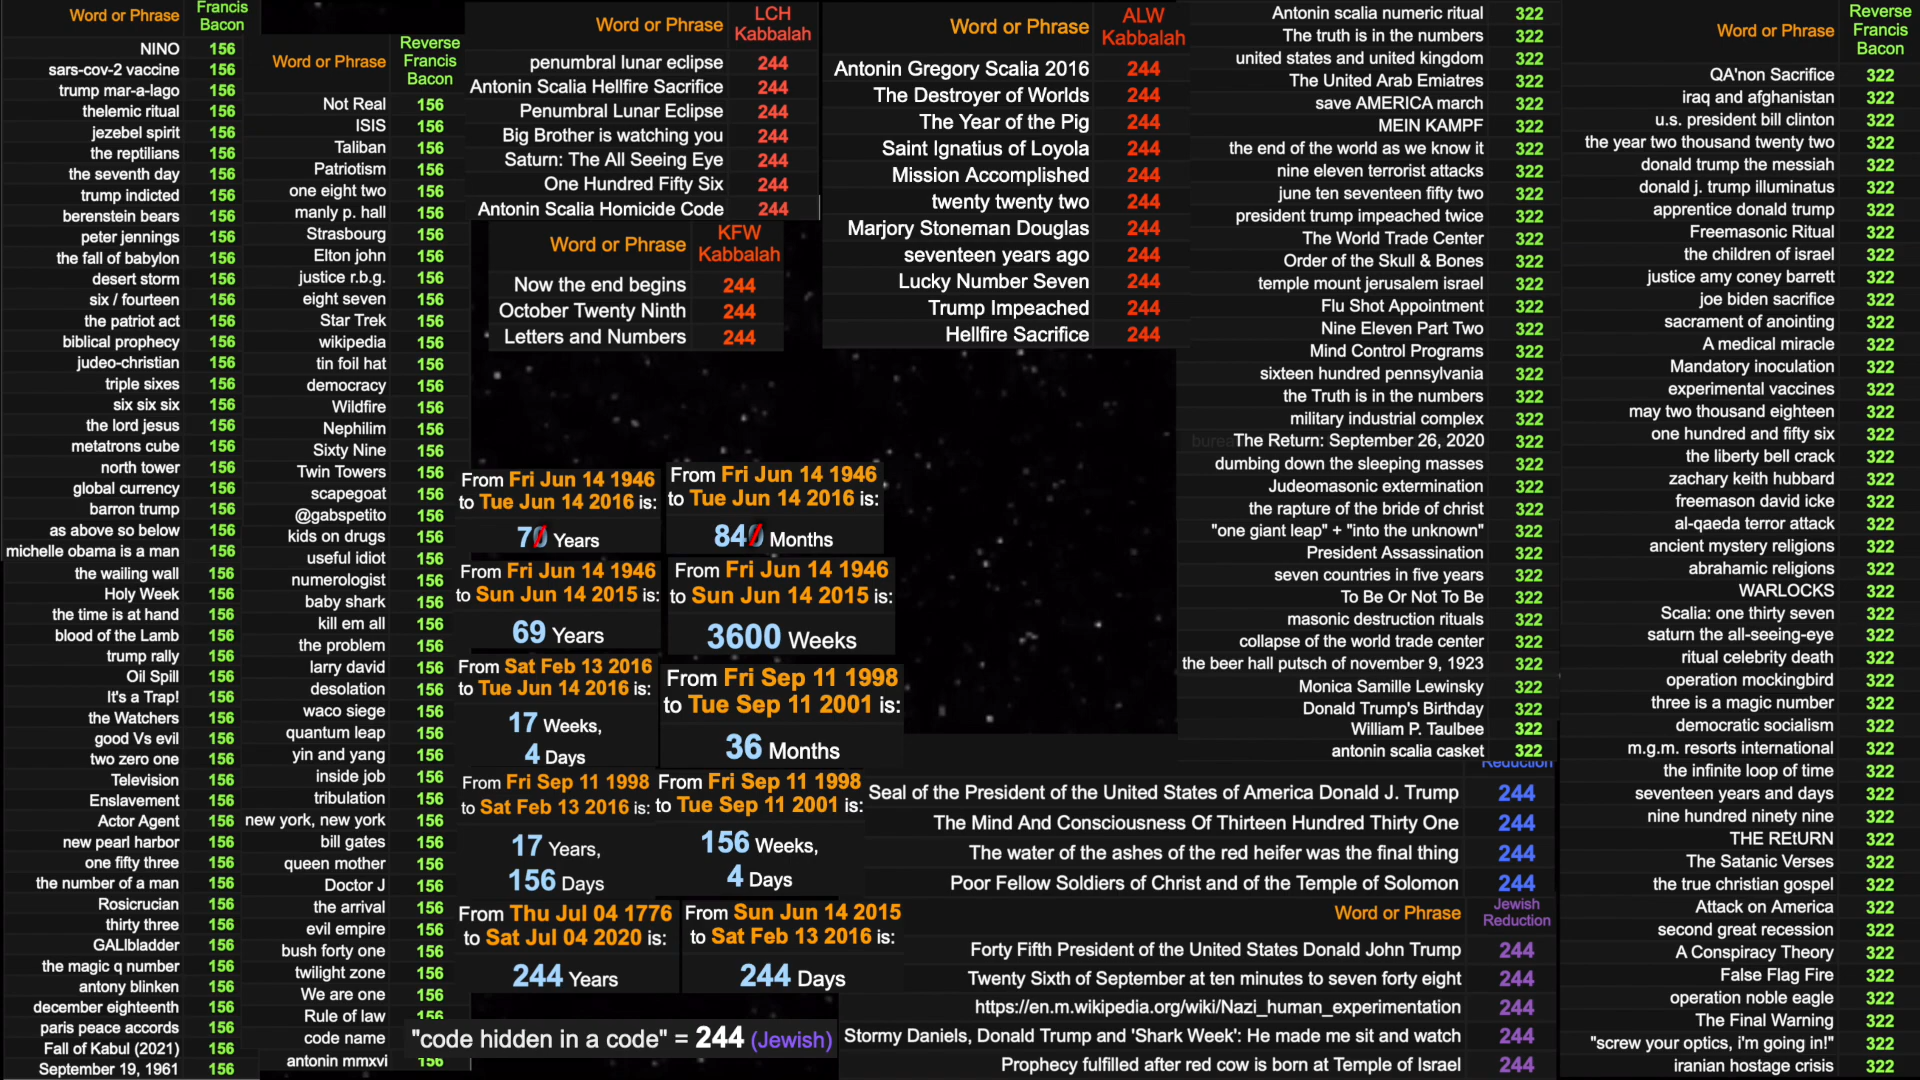 Word or Phrase Francis Bacon
NINO 156
sars-cov-2 vaccine 156
trump mar-a-lago 156
thelemic ritual 156
jezebel spirit 156
the reptilians 156
the seventh day 156
trump indicted 156
berenstein bears 156
peter jennings 156
the fall of babylon 156
desert storm 156
six / fourteen 156
the patriot act 156
biblical prophecy 156
judeo-christian 156
triple sixes 156
six six six 156
the lord jesus 156
metatrons cube 156
north tower 156
global currency 156
barron trump 156
as above so below 156
michelle obama is a man 156
the wailing wall 156
Holy Week 156
the time is at hand 156
blood of the Lamb 156
trump rally 156
Oil Spill 156
It's a Trap! 156
the Watchers 156
good Vs evil 156
two zero one 156
Television 156
Enslavement 156
Actor Agent 156
new pearl harbor 156
one fifty three 156
the number of a man 156
Rosicrucian 156
thirty three 156
GALlbladder 156
the magic q number 156
antony blinken 156
december eighteenth 156
paris peace accords 156
Fall of Kabul (2021) 156
September 19, 1961 156
Word or Phrase Reverse Francis Bacon
Not Real 156
ISIS 156
Taliban 156
Patriotism 156
one eight two 156
manly p. hall 156
Strasbourg 156
Elton john 156
justice r.b.g. 156
eight seven 156
Star Trek 156
wikipedia 156
tin foil hat 156
democracy 156
Wildfire 156
Nephilim 156
Sixty Nine 156
Twin Towers 156
scapegoat 156
@gabspetito 156
kids on drugs 156
useful idiot 156
numerologist 156
baby shark 156
kill em all 156
the problem 156
larry david 156
desolation 156
waco siege 156
quantum leap 156
yin and yang 156
inside job 156
tribulation 156
new york, new york 156
bill gates 156
queen mother 156
Doctor J 156
the arrival 156
evil empire 156
bush forty one 156
twilight zone 156
We are one 156
Rule of law 156
code name
antonin mmxvi 156
Word or Phrase LCH Kabbalah
penumbral lunar eclipse 244
Antonin Scalia Hellfire Sacrifice 244
Penumbral Lunar Eclipse 244
Big Brother is watching you 244
Saturn: The All Seeing Eye 244
One Hundred Fifty Six 244
Antonin Scalia Homicide Code 244
Word or Phrase KFW Kabbalah
Now the end begins 244
October Twenty Ninth 244
Letters and Numbers 244
Word or Phrase ALW Kabbalah
Antonin Gregory Scalia 2016 244
The Destroyer of Worlds 244
The Year of the Pig 244
Saint Ignatius of Loyola 244
Mission Accomplished 244
twenty twenty two 244
Marjory Stoneman Douglas 244
seventeen years ago 244
Lucky Number Seven 244
Trump Impeached 244
Hellfire Sacrifice 244
From Fri Jun 14 1946
to Tue Jun 14 2016 is:
70 Years
From Fri Jun 14 1946
to Tue Jun 14 2016 is:
840 Months
From Fri Jun 14 1946
to Sun Jun 14 2015 is:
69 Years
From Fri Jun 14 1946
to Sun Jun 14 2015 is:
3600 Weeks
From Sat Feb 13 2016
to Tue Jun 14 2016 is:
17 Weeks,
4 Days
From Fri Sep 11 1998
to Tue Sep 11 2001 is:
36 Months
From Fri Sep 11 1998
to Sat Feb 13 2016 is:
17 Years,
156 Days
From Fri Sep 11 1998
to Tue Sep 11 2001 is:
156 Weeks,
4 Days
From Thu Jul 04 1776
to Sat Jul 04 2020 is:
244 Years
From Sun Jun 14 2015
to Sat Feb 13 2016 is:
244 Days
"code hidden in a code" = 244 (Jewish)
Antonin scalia numeric ritual 322
The truth is in the numbers 322
united states and united kingdom 322
The United Arab Emiatres 322
save AMERICA march 322
MEIN KAMPF 322
the end of the world as we know it 322
nine eleven terrorist attacks 322
june ten seventeen fifty two 322
president trump impeached twice 322
The World Trade Center 322
Order of the Skull & Bones 322
temple mount jerusalem israel 322
Flu Shot Appointment 322
Nine Eleven Part Two 322
Mind Control Programs 322
sixteen hundred pennsylvania 322
the Truth is in the numbers 322
military industrial complex 322
The Return: September 26, 2020 322
dumbing down the sleeping masses 322
Judeomasonic extermination 322
the rapture of the bride of christ 322
"one giant leap" + "into the unknown" 322
President Assassination 322
seven countries in five years 322
To Be Or Not To Be 322
masonic destruction rituals 322
collapse of the world trade center 322
the beer hall putsch of november 9, 1923 322
Monica Samille Lewinsky 322
Donald Trump's Birthday 322
William P. Taulbee 322
antonin scalia casket 322
Reduction
Seal of the President of the United States of America Donald J. Trump 244
The Mind And Consciousness Of Thirteen Hundred Thirty One 244
The water of the ashes of the red heifer was the final thing 244
Poor Fellow Soldiers of Christ and of the Temple of Solomon 244
Word or Phrase Jewish Reduction
Forty Fifth President of the United States Donald John Trump 244
Twenty Sixth of September at ten minutes to seven forty eight 244
https://en.m.wikipedia.org/wiki/Nazi_human_experimentation 244
Stormy Daniels, Donald Trump and 'Shark Week': He made me sit and watch 244
Prophecy fulfilled after red cow is born at Temple of Israel 244
Word or Phrase Reverse Francis Bacon
QA'non Sacrifice 322
iraq and afghanistan 322
u.s. president bill clinton 322
the year two thousand twenty two 322
donald trump the messiah 322
donald j. trump illuminatus 322
apprentice donald trump 322
Freemasonic Ritual 322
the children of israel 322
justice amy coney barrett 322
joe biden sacrifice 322
sacrament of anointing 322
A medical miracle 322
Mandatory inoculation 322
experimental vaccines 322
may two thousand eighteen 322
one hundred and fifty six 322
the liberty bell crack 322
zachary keith hubbard 322
freemason david icke 322
al-qaeda terror attack 322
ancient mystery religions 322
abrahamic religions 322
WARLOCKS 322
Scalia: one thirty seven 322
saturn the all-seeing-eye 322
ritual celebrity death 322
operation mockingbird 322
three is a magic number 322
democratic socialism 322
m.g.m. resorts international 322
the infinite loop of time 322
seventeen years and days 322
nine hundred ninety nine 322
THE REtURN 322
The Satanic Verses 322
the true christian gospel 322
Attack on America 322
second great recession 322
A Conspiracy Theory 322
False Flag Fire 322
operation noble eagle 322
The Final Warning 322
"screw your optics, i'm going in!" 322
iranian hostage crisis 322